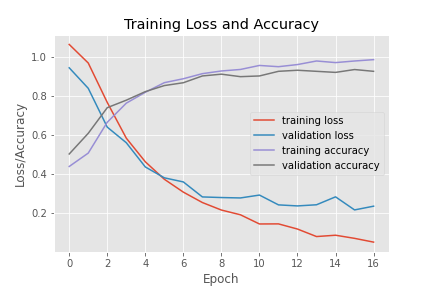 Training Loss and Accuracy
Loss/Accuracy
1.0
0.8
0.6
0.4
0.2
training loss
validation loss
training accuracy
validation accuracy
0 2 4 6 8 10 12 14 16
Epoch